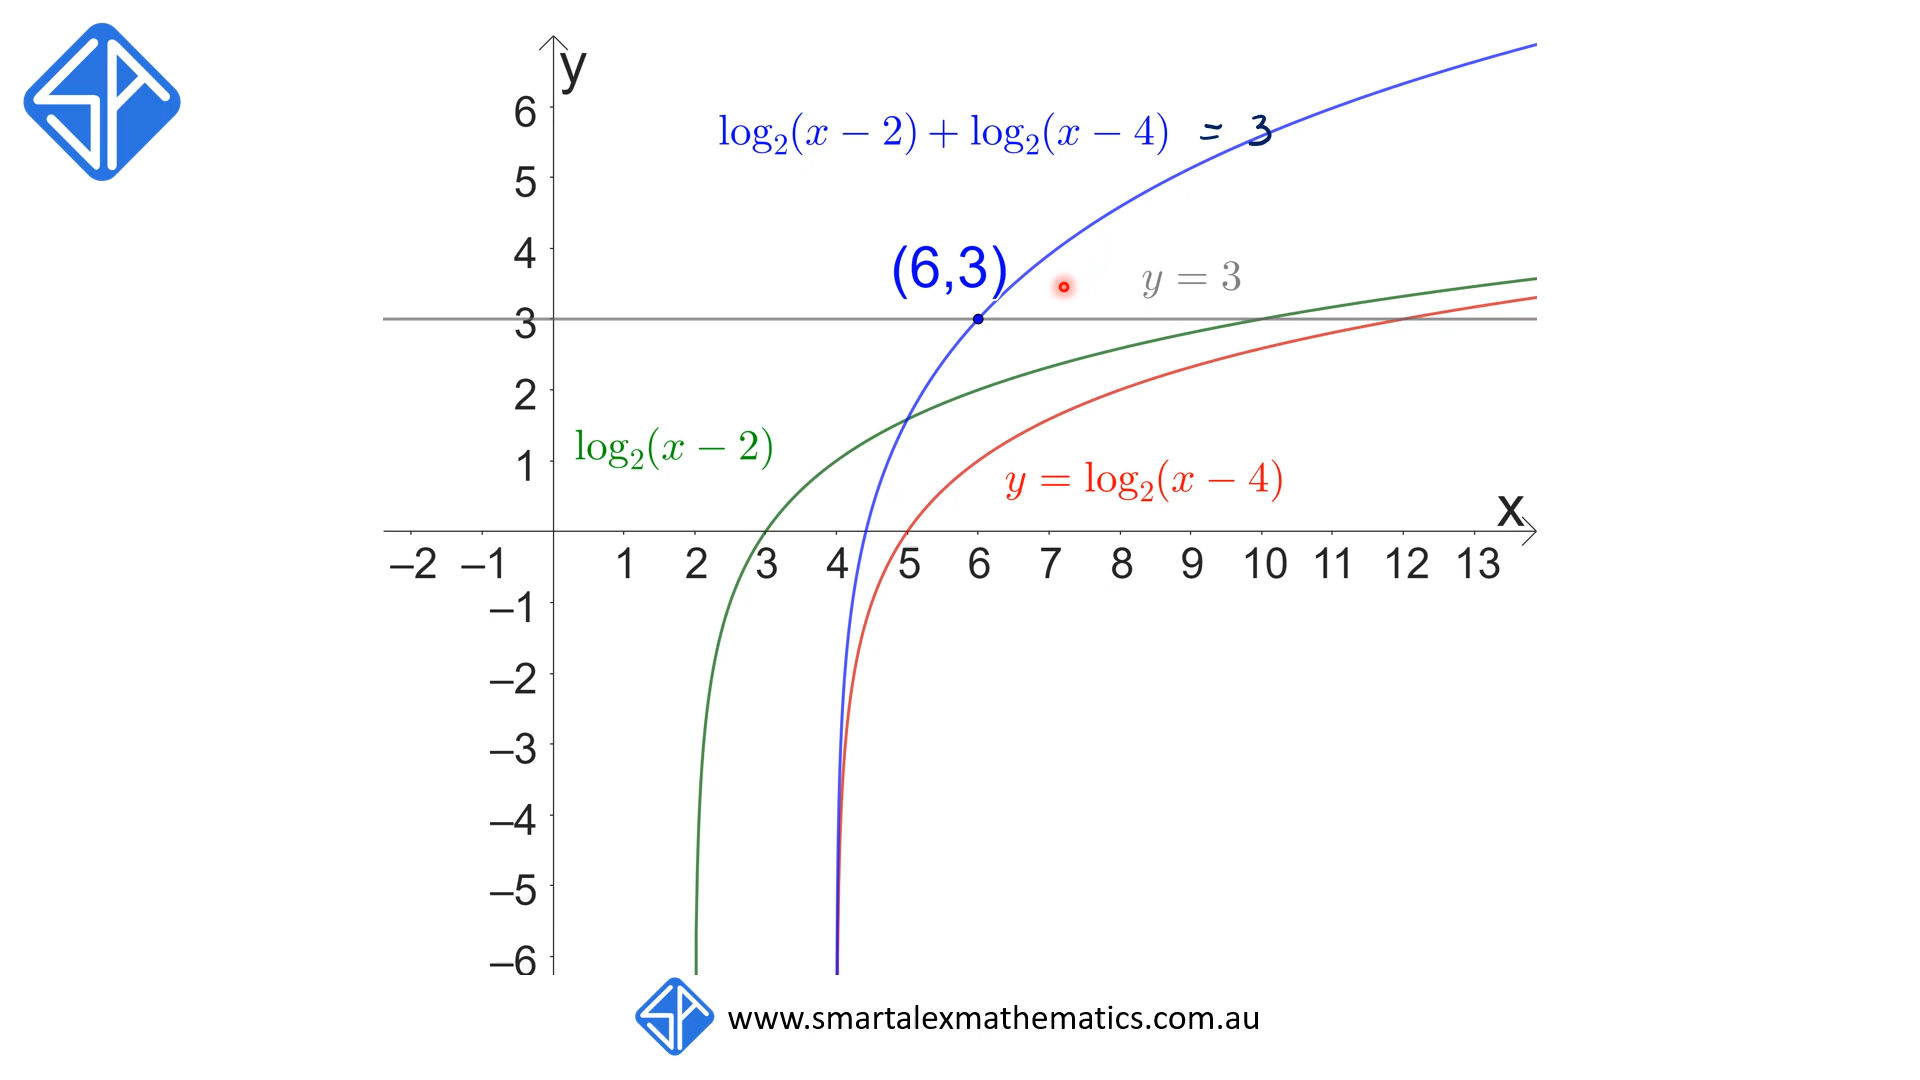 y
6
log₂(x − 2) + log₂(x − 4) = 3
5
4
(6,3)
y = 3
3
2
log₂(x − 2)
1
y = log₂(x − 4)
x
–2 –1 1 2 3 4 5 6 7 8 9 10 11 12 13
–1
–2
–3
–4
–5
–6
www.smartalexmathematics.com.au